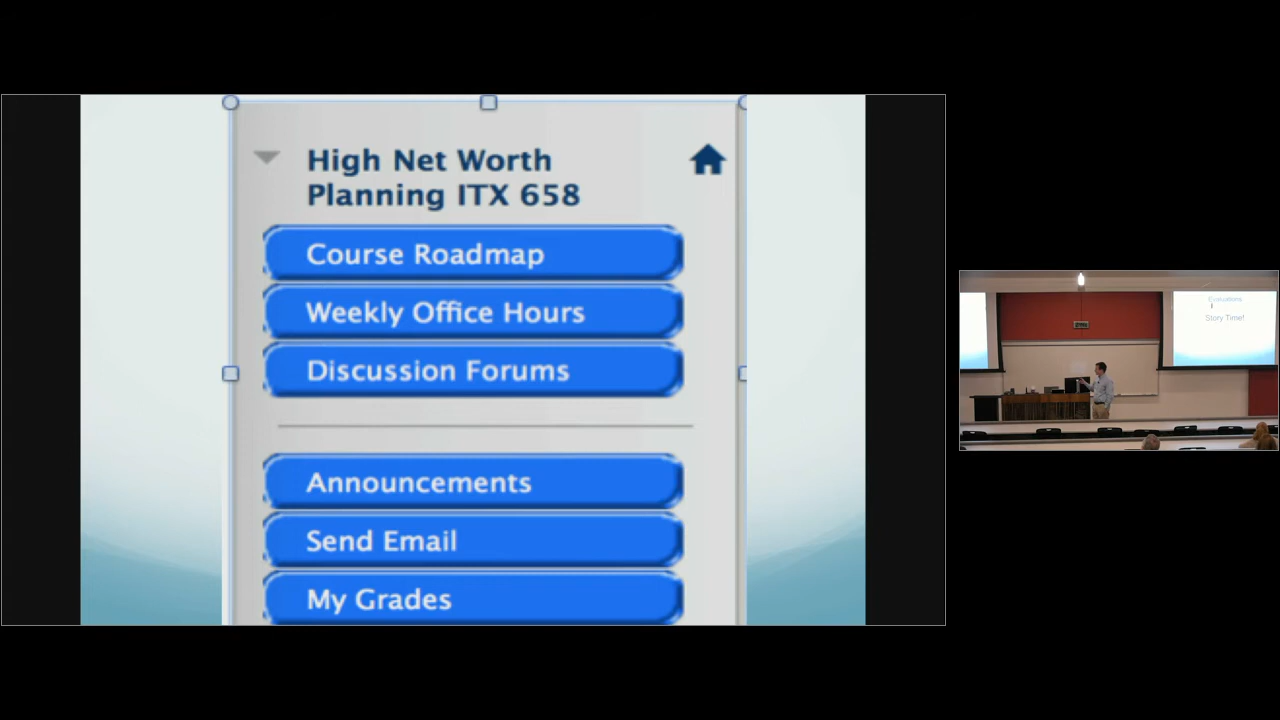 High Net Worth
Planning ITX 658
Course Roadmap
Weekly Office Hours
Discussion Forums
Announcements
Send Email
My Grades
Evaluations
Story Time!